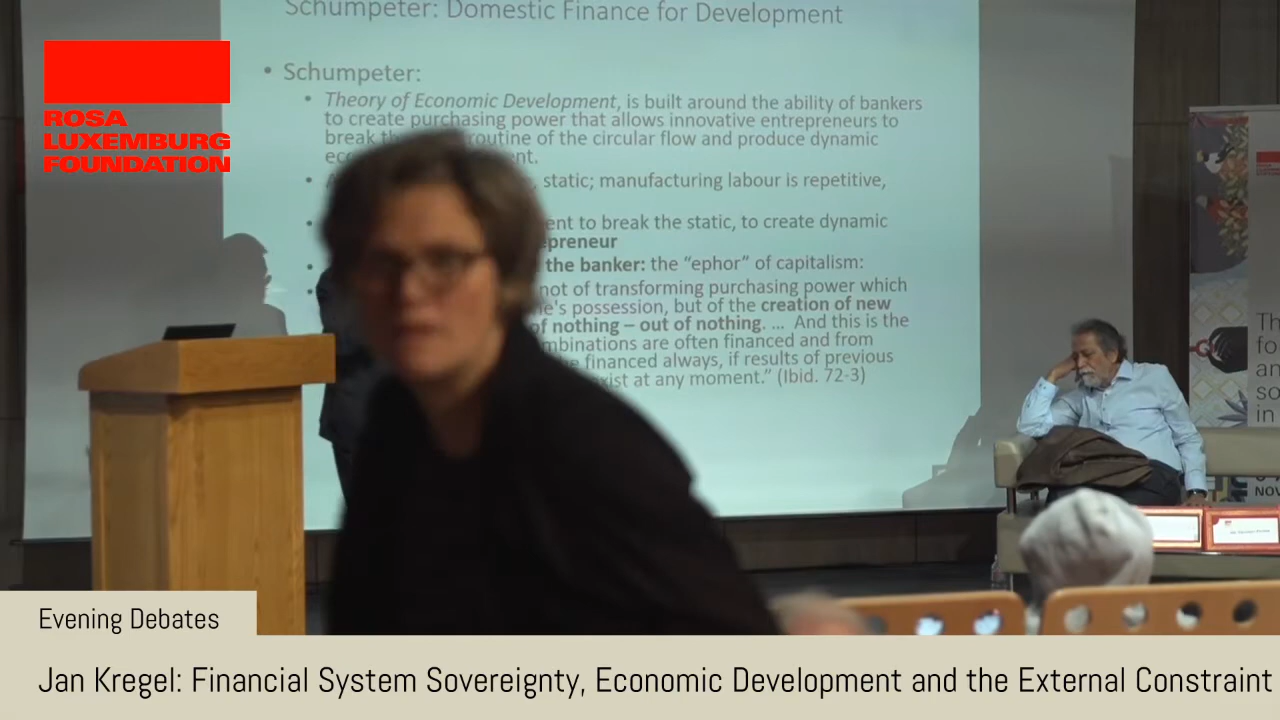 Schumpeter: Domestic Finance for Development
ROSA
LUXEMBURG
FOUNDATION
• Schumpeter:
• Theory of Economic Development, is built around the ability of bankers
to create purchasing power that allows innovative entrepreneurs to
break routine of the circular flow and produce dynamic
• static; manufacturing labour is repetitive,
• to break the static, to create dynamic
• the banker: the “ephor” of capitalism:
• not of transforming purchasing power which
possession, but of the creation of new
of nothing – out of nothing. … And this is the
are often financed and from
financed always, if results of previous
at any moment.” (Ibid. 72-3)
in
NOV
Evening Debates
Jan Kregel: Financial System Sovereignty, Economic Development and the External Constraint